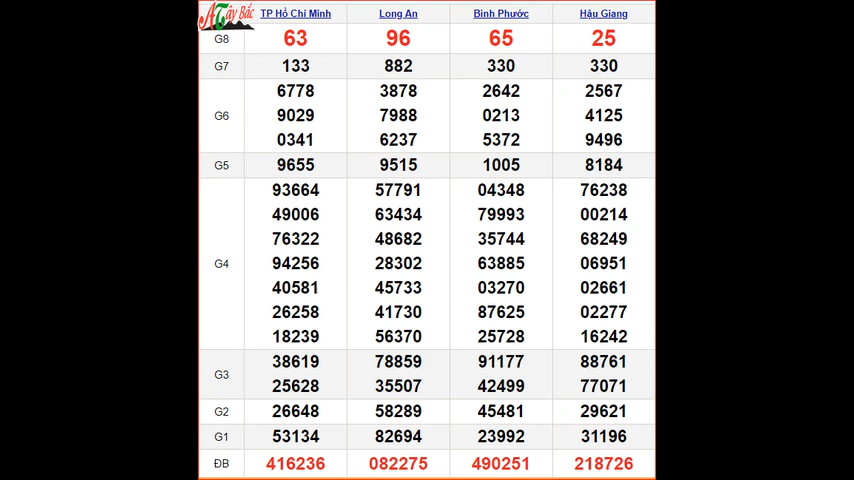 ATây Bắc
TP Hồ Chí Minh Long An Bình Phước Hậu Giang
G8 63 96 65 25
G7 133 882 330 330
6778 3878 2642 2567
G6 9029 7988 0213 4125
0341 6237 5372 9496
G5 9655 9515 1005 8184
93664 57791 04348 76238
49006 63434 79993 00214
76322 48682 35744 68249
G4 94256 28302 63885 06951
40581 45733 03270 02661
26258 41730 87625 02277
18239 56370 25728 16242
G3 38619 78859 91177 88761
25628 35507 42499 77071
G2 26648 58289 45481 29621
G1 53134 82694 23992 31196
ĐB 416236 082275 490251 218726